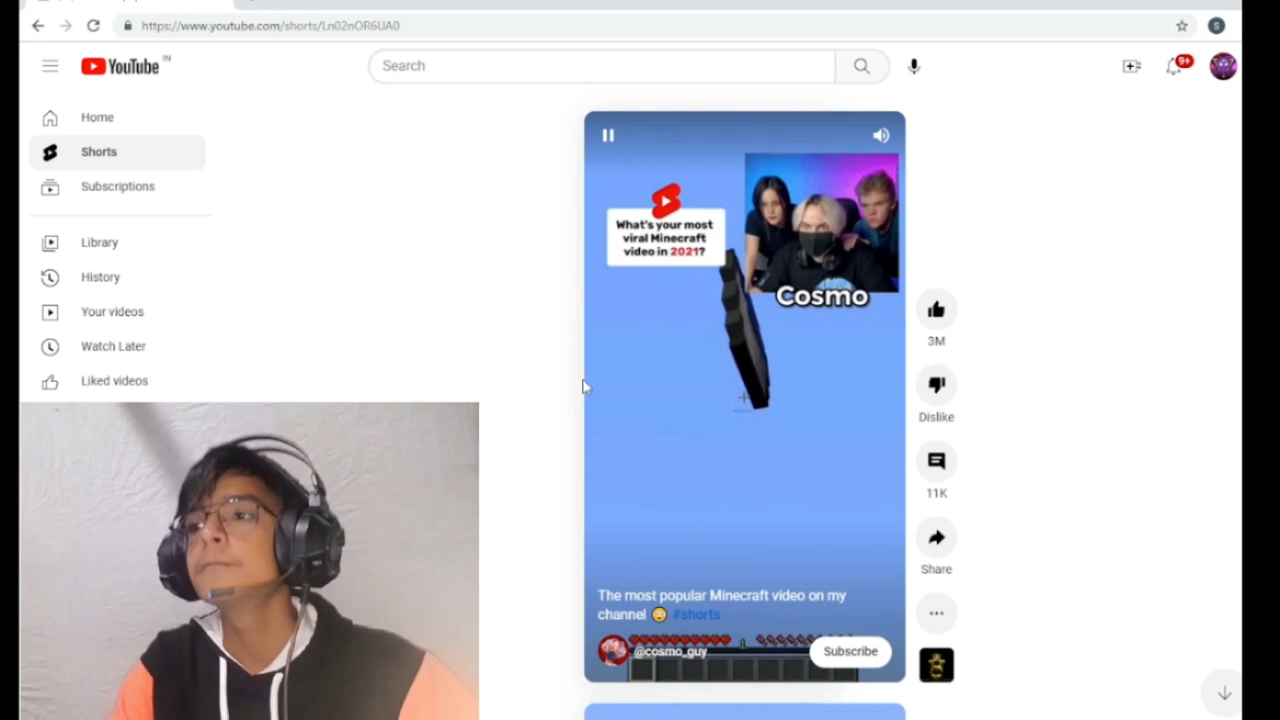 https://www.youtube.com/shorts/Ln02nOR6UA0
S
YouTube IN
Search
9+
Home
Shorts
Subscriptions
Library
History
Your videos
Watch Later
Liked videos
What's your most
viral Minecraft
video in 2021?
Cosmo
3M
Dislike
11K
Share
The most popular Minecraft video on my
channel #shorts
@cosmo_guy
Subscribe